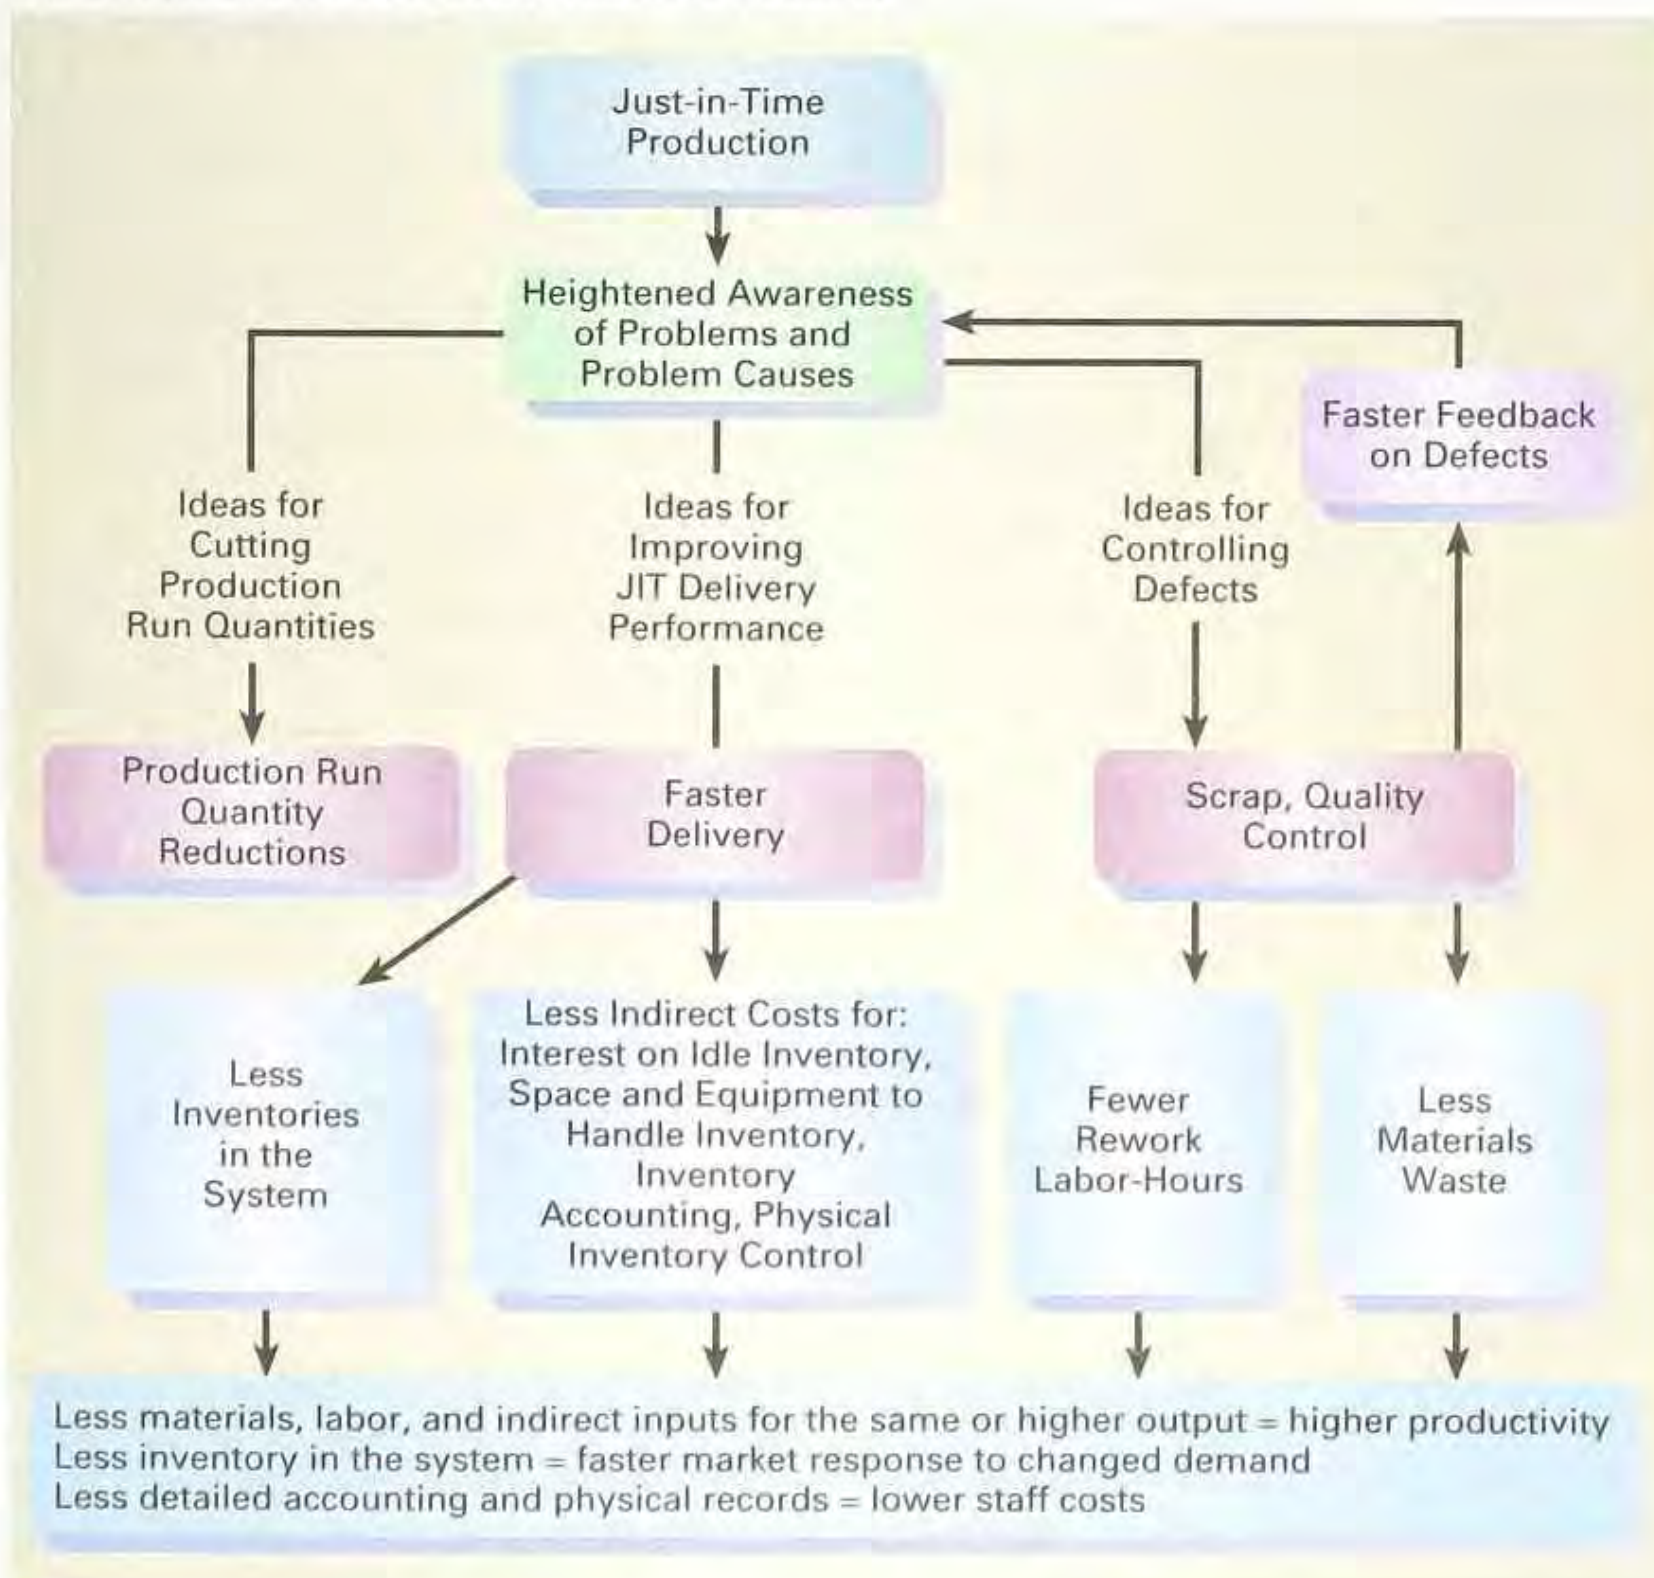 Just-in-Time
Production
Heightened Awareness
of Problems and
Problem Causes
Faster Feedback
on Defects
Ideas for
Cutting
Production
Run Quantities
Ideas for
Improving
JIT Delivery
Performance
Ideas for
Controlling
Defects
Production Run
Quantity
Reductions
Faster
Delivery
Scrap, Quality
Control
Less
Inventories
in the
System
Less Indirect Costs for:
Interest on Idle Inventory,
Space and Equipment to
Handle Inventory,
Inventory
Accounting, Physical
Inventory Control
Fewer
Rework
Labor-Hours
Less
Materials
Waste
Less materials, labor, and indirect inputs for the same or higher output = higher productivity
Less inventory in the system = faster market response to changed demand
Less detailed accounting and physical records = lower staff costs